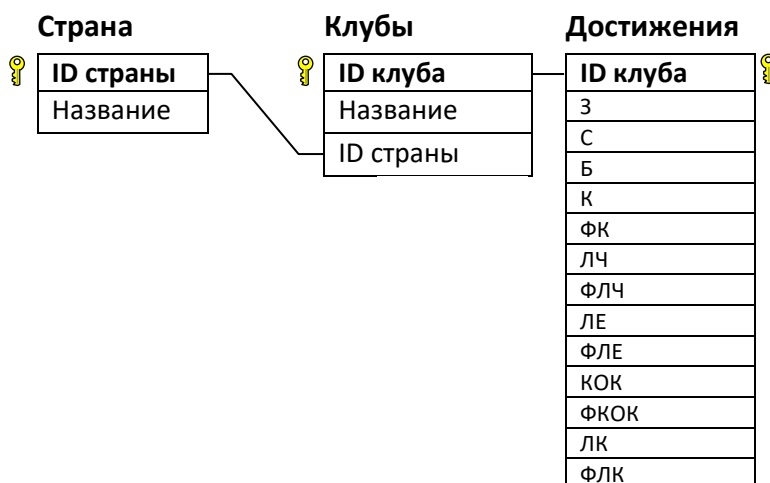 Страна
ID страны
Название
Клубы
ID клуба
Название
ID страны
Достижения
ID клуба
З
С
Б
К
ФК
ЛЧ
ФЛЧ
ЛЕ
ФЛЕ
КОК
ФКОК
ЛК
ФЛК